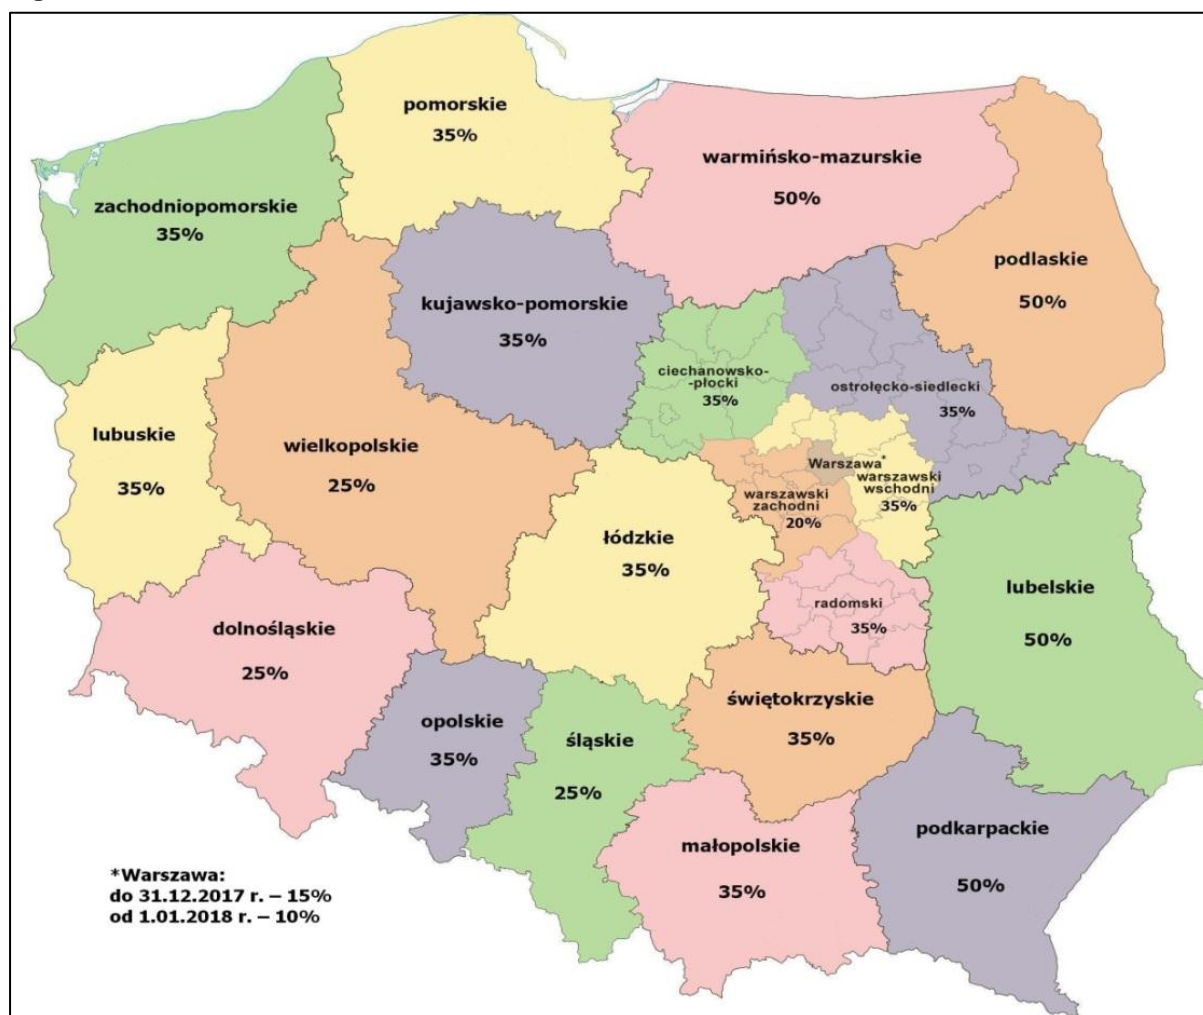 pomorskie
35%
warmińsko-mazurskie
50%
zachodniopomorskie
35%
podlaskie
50%
kujawsko-pomorskie
35%
ciechanowsko-
-płocki
35%
ostrołęcko-siedlecki
35%
lubuskie
35%
wielkopolskie
25%
Warszawa*
warszawski
wschodni
35%
warszawski
zachodni
20%
łódzkie
35%
radomski
35%
lubelskie
50%
dolnośląskie
25%
opolskie
35%
śląskie
25%
świętokrzyskie
35%
małopolskie
35%
podkarpackie
50%
*Warszawa:
do 31.12.2017 r. – 15%
od 1.01.2018 r. – 10%